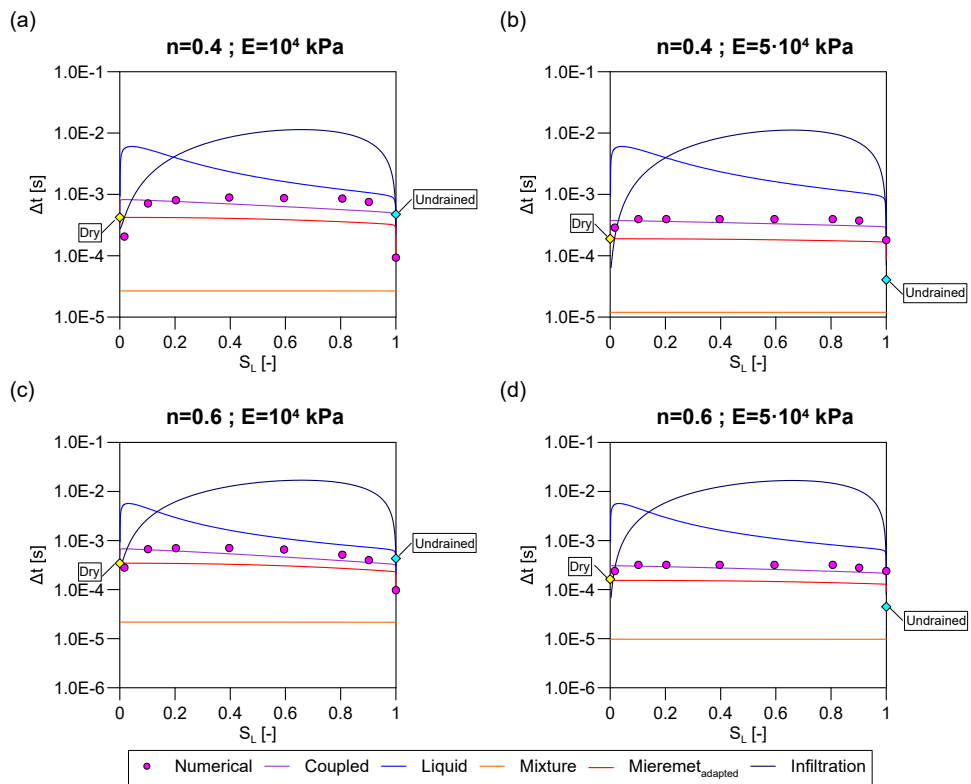 (a)
n=0.4 ; E=10⁴ kPa
1.0E-1
1.0E-2
1.0E-3
1.0E-4
1.0E-5
Δt [s]
Dry
Undrained
0 0.2 0.4 0.6 0.8 1
S_L [-]
(b)
n=0.4 ; E=5·10⁴ kPa
1.0E-1
1.0E-2
1.0E-3
1.0E-4
1.0E-5
Δt [s]
Dry
Undrained
0 0.2 0.4 0.6 0.8 1
S_L [-]
(c)
n=0.6 ; E=10⁴ kPa
1.0E-1
1.0E-2
1.0E-3
1.0E-4
1.0E-5
1.0E-6
Δt [s]
Dry
Undrained
0 0.2 0.4 0.6 0.8 1
S_L [-]
(d)
n=0.6 ; E=5·10⁴ kPa
1.0E-1
1.0E-2
1.0E-3
1.0E-4
1.0E-5
1.0E-6
Δt [s]
Dry
Undrained
0 0.2 0.4 0.6 0.8 1
S_L [-]
Numerical Coupled Liquid Mixture Mieremet_adapted Infiltration